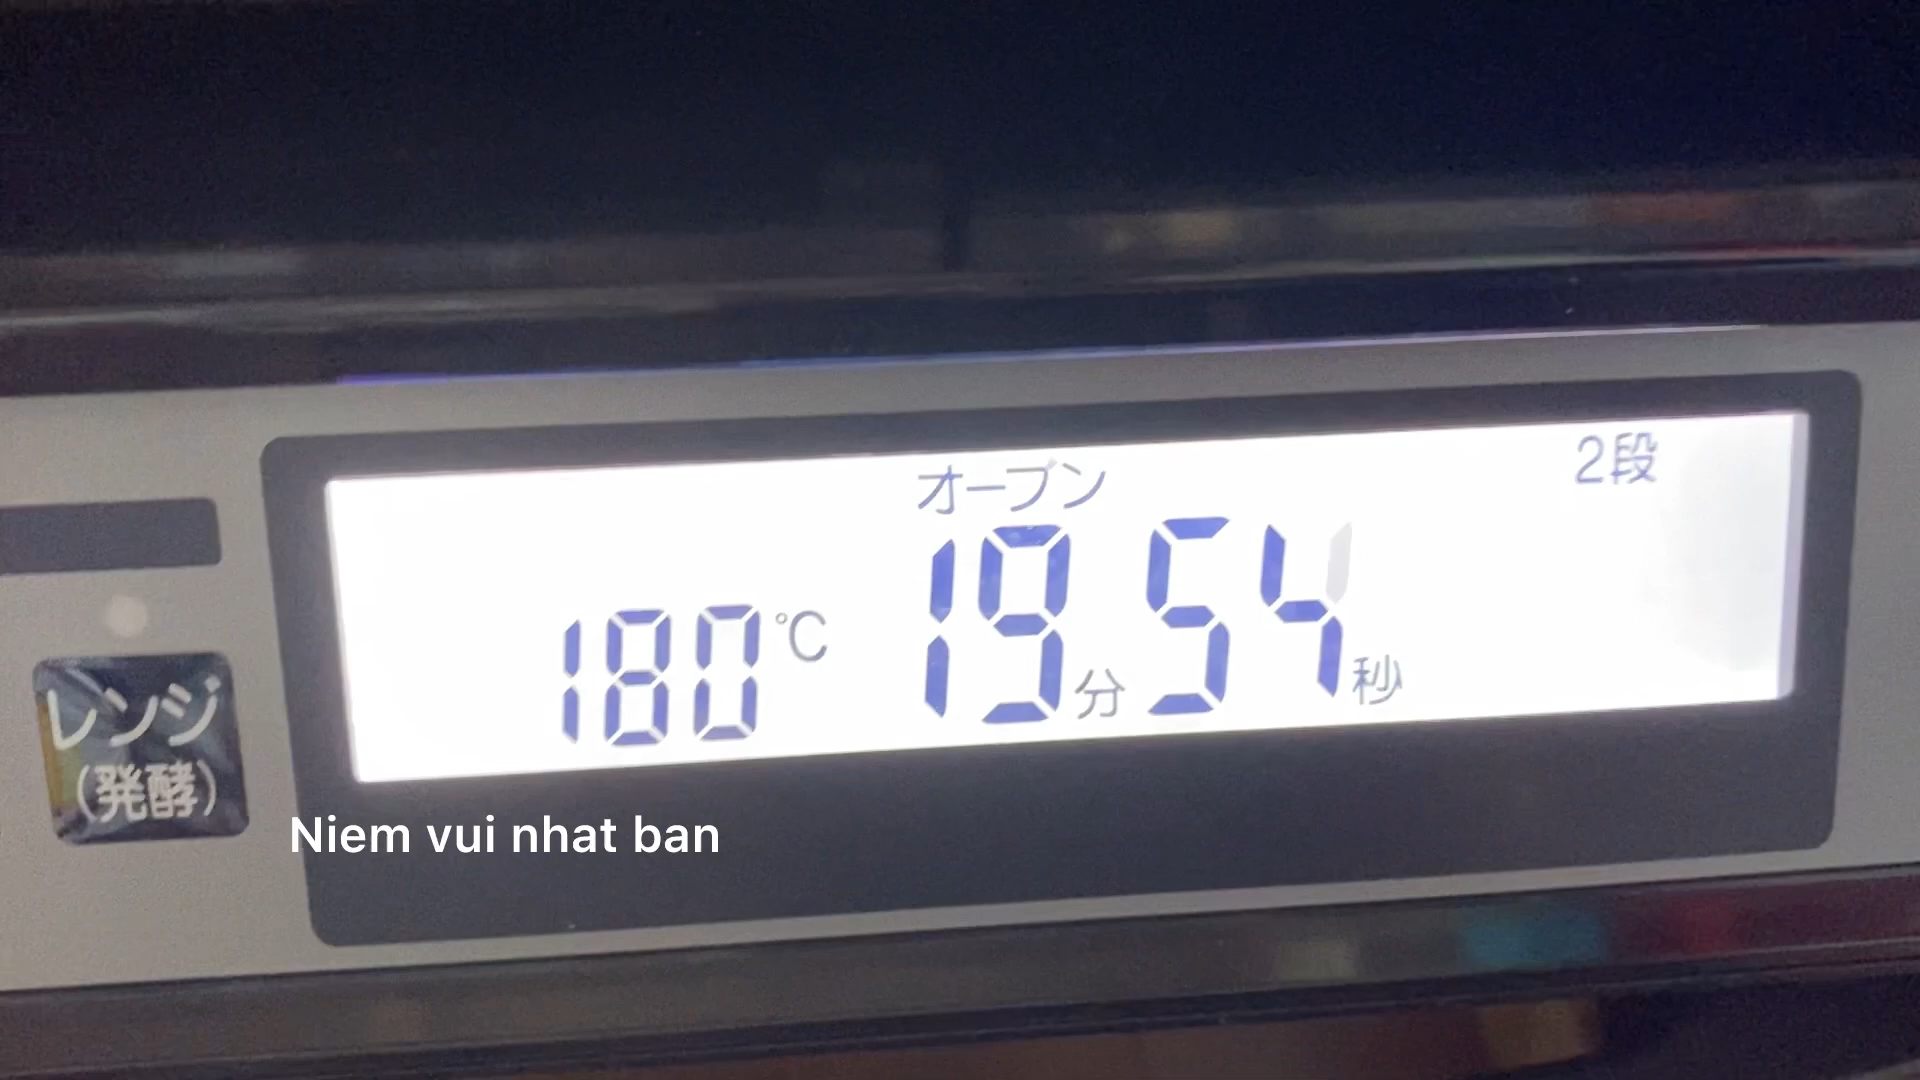 オーブン
2段
180℃ 19分54秒
レンジ
(発酵)
Niem vui nhat ban